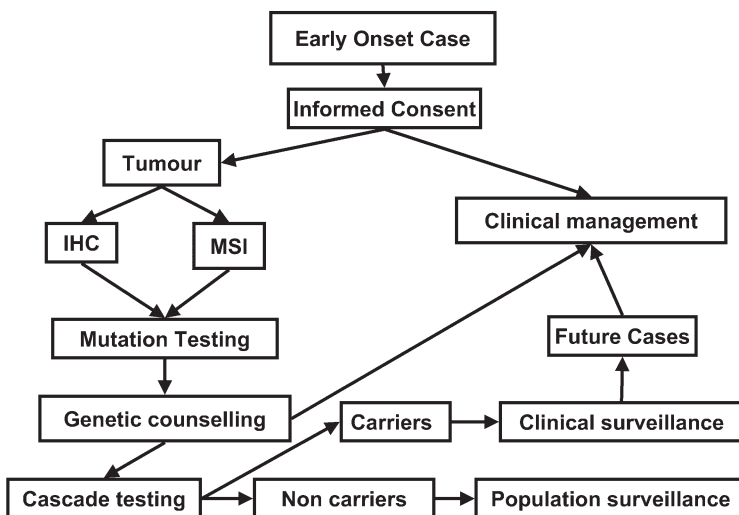 Early Onset Case
Informed Consent
Tumour
Clinical management
IHC
MSI
Mutation Testing
Future Cases
Genetic counselling
Carriers
Clinical surveillance
Cascade testing
Non carriers
Population surveillance